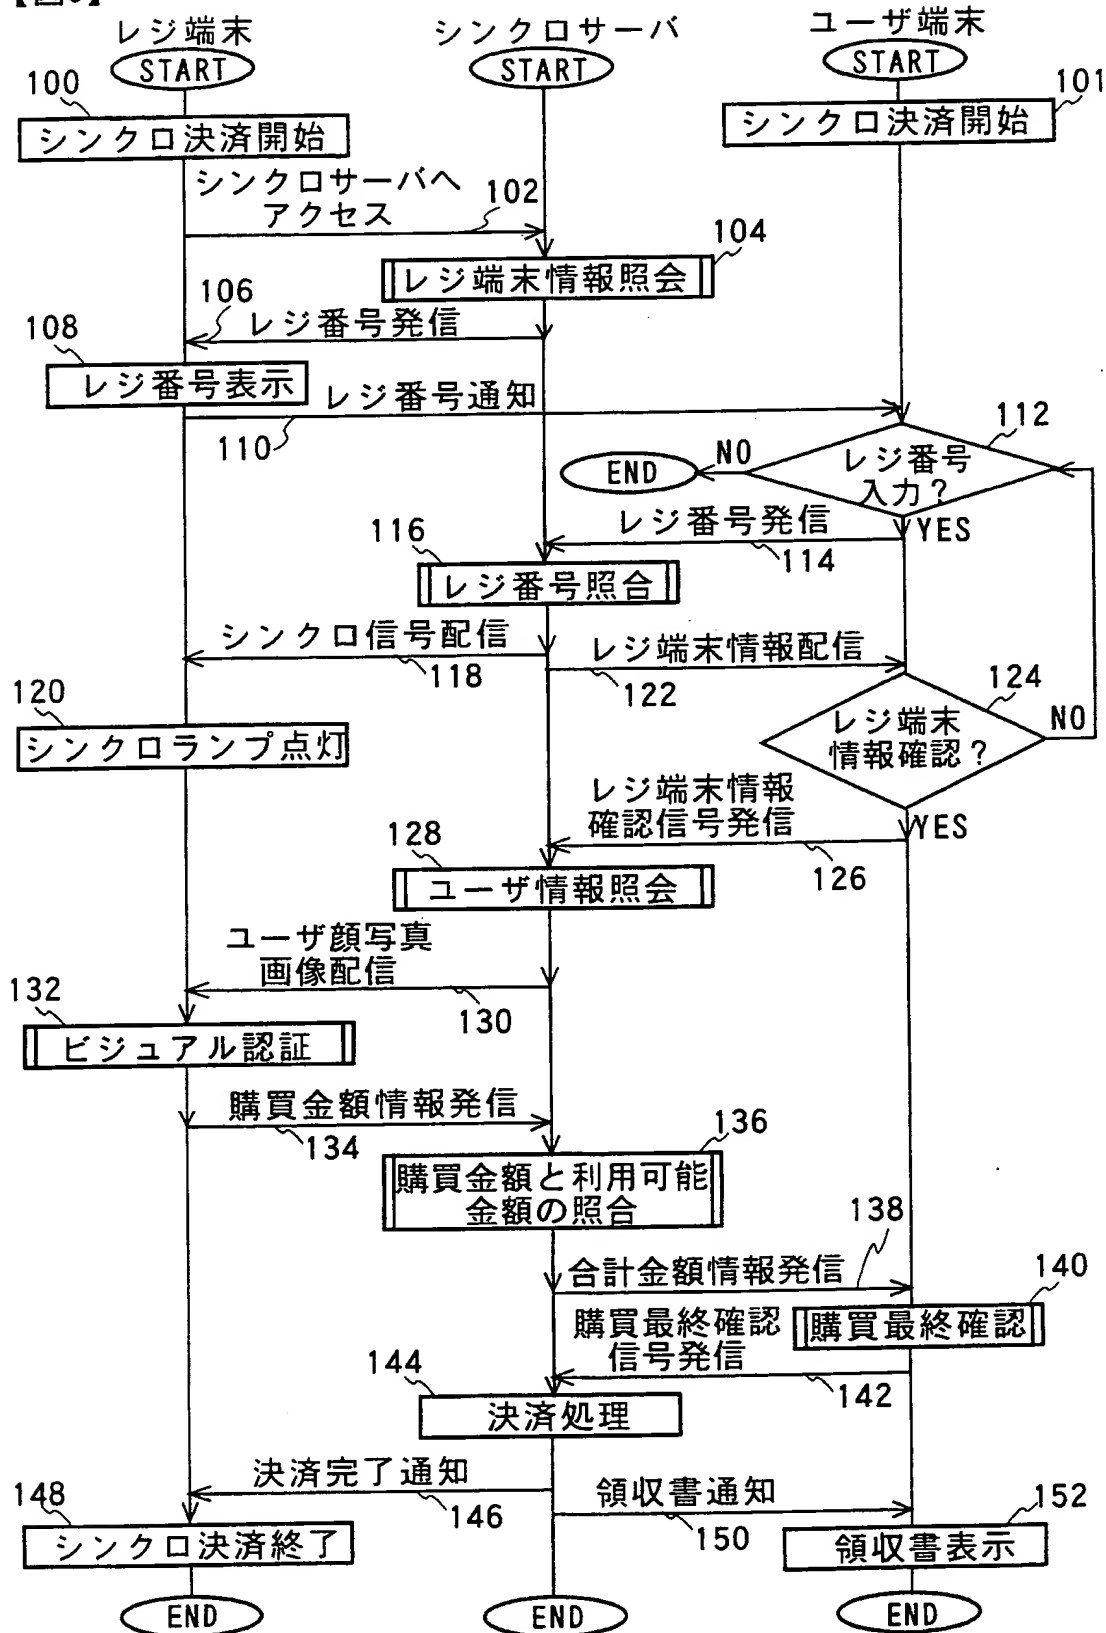 レジ端末
シンクロサーバ
ユーザ端末
START
START
START
100
シンクロ決済開始
101
シンクロ決済開始
シンクロサーバへ
アクセス
102
104
レジ端末情報照会
106
レジ番号発信
108
レジ番号表示
レジ番号通知
110
112
レジ番号
入力?
NO
END
YES
レジ番号発信
114
116
レジ番号照合
シンクロ信号配信
118
レジ端末情報配信
122
120
シンクロランプ点灯
124
レジ端末
情報確認?
NO
YES
レジ端末情報
確認信号発信
126
128
ユーザ情報照会
ユーザ顔写真
画像配信
130
132
ビジュアル認証
購買金額情報発信
134
136
購買金額と利用可能
金額の照合
138
合計金額情報発信
140
購買最終確認
購買最終確認
信号発信
142
144
決済処理
決済完了通知
146
領収書通知
150
148
シンクロ決済終了
152
領収書表示
END
END
END